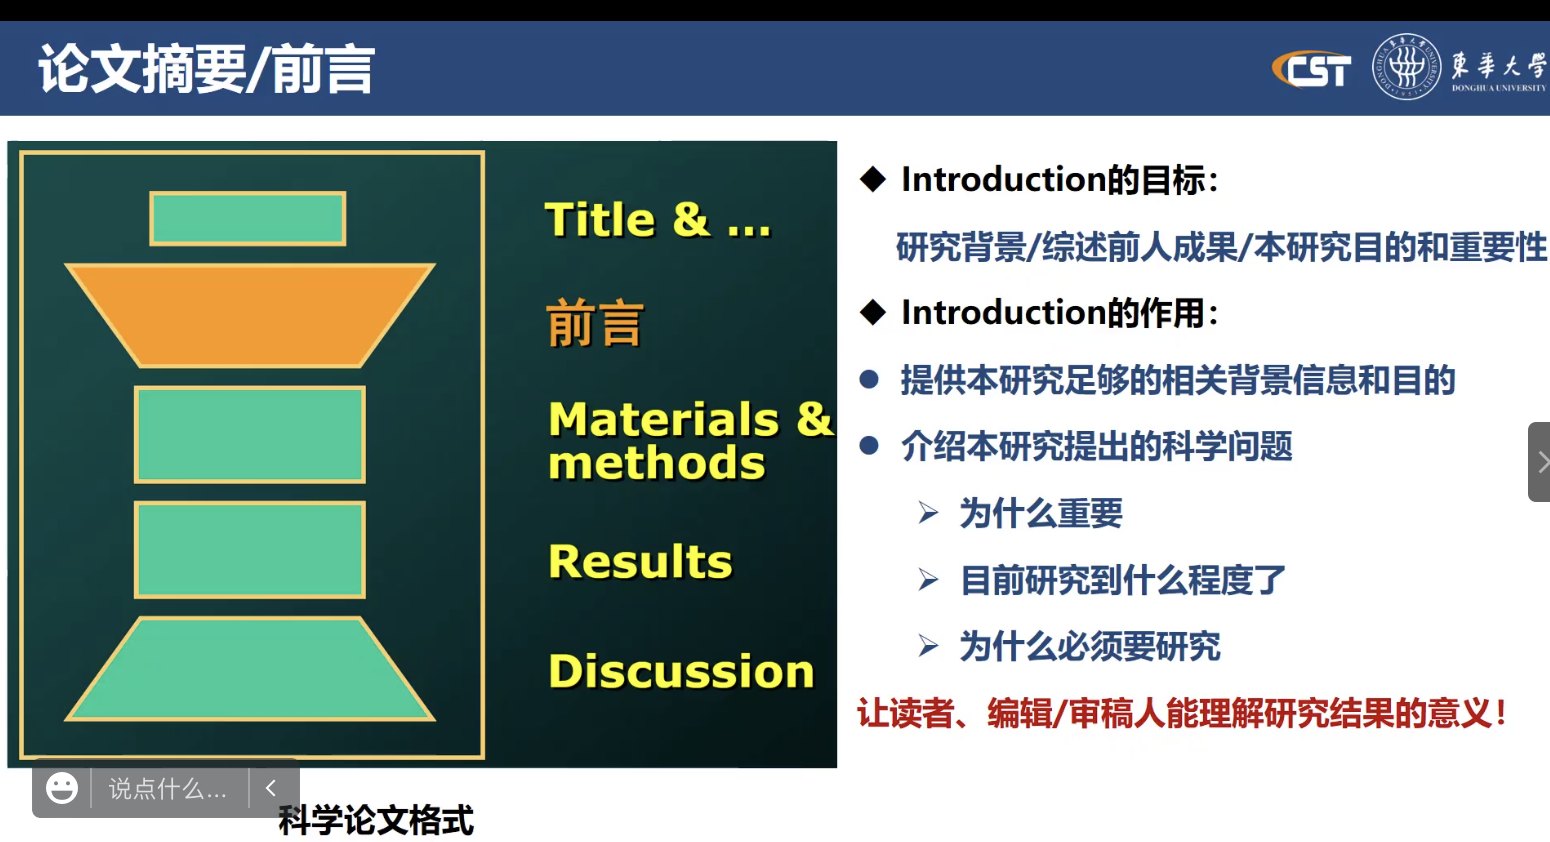 论文摘要/前言
CST
DONGHUA UNIVERSITY
東華大學
DONGHUA UNIVERSITY
Title & ...
前言
Materials &
methods
Results
Discussion
科学论文格式
Introduction的目标：
研究背景/综述前人成果/本研究目的和重要性
Introduction的作用：
提供本研究足够的相关背景信息和目的
介绍本研究提出的科学问题
为什么重要
目前研究到什么程度了
为什么必须要研究
让读者、编辑/审稿人能理解研究结果的意义！
说点什么...